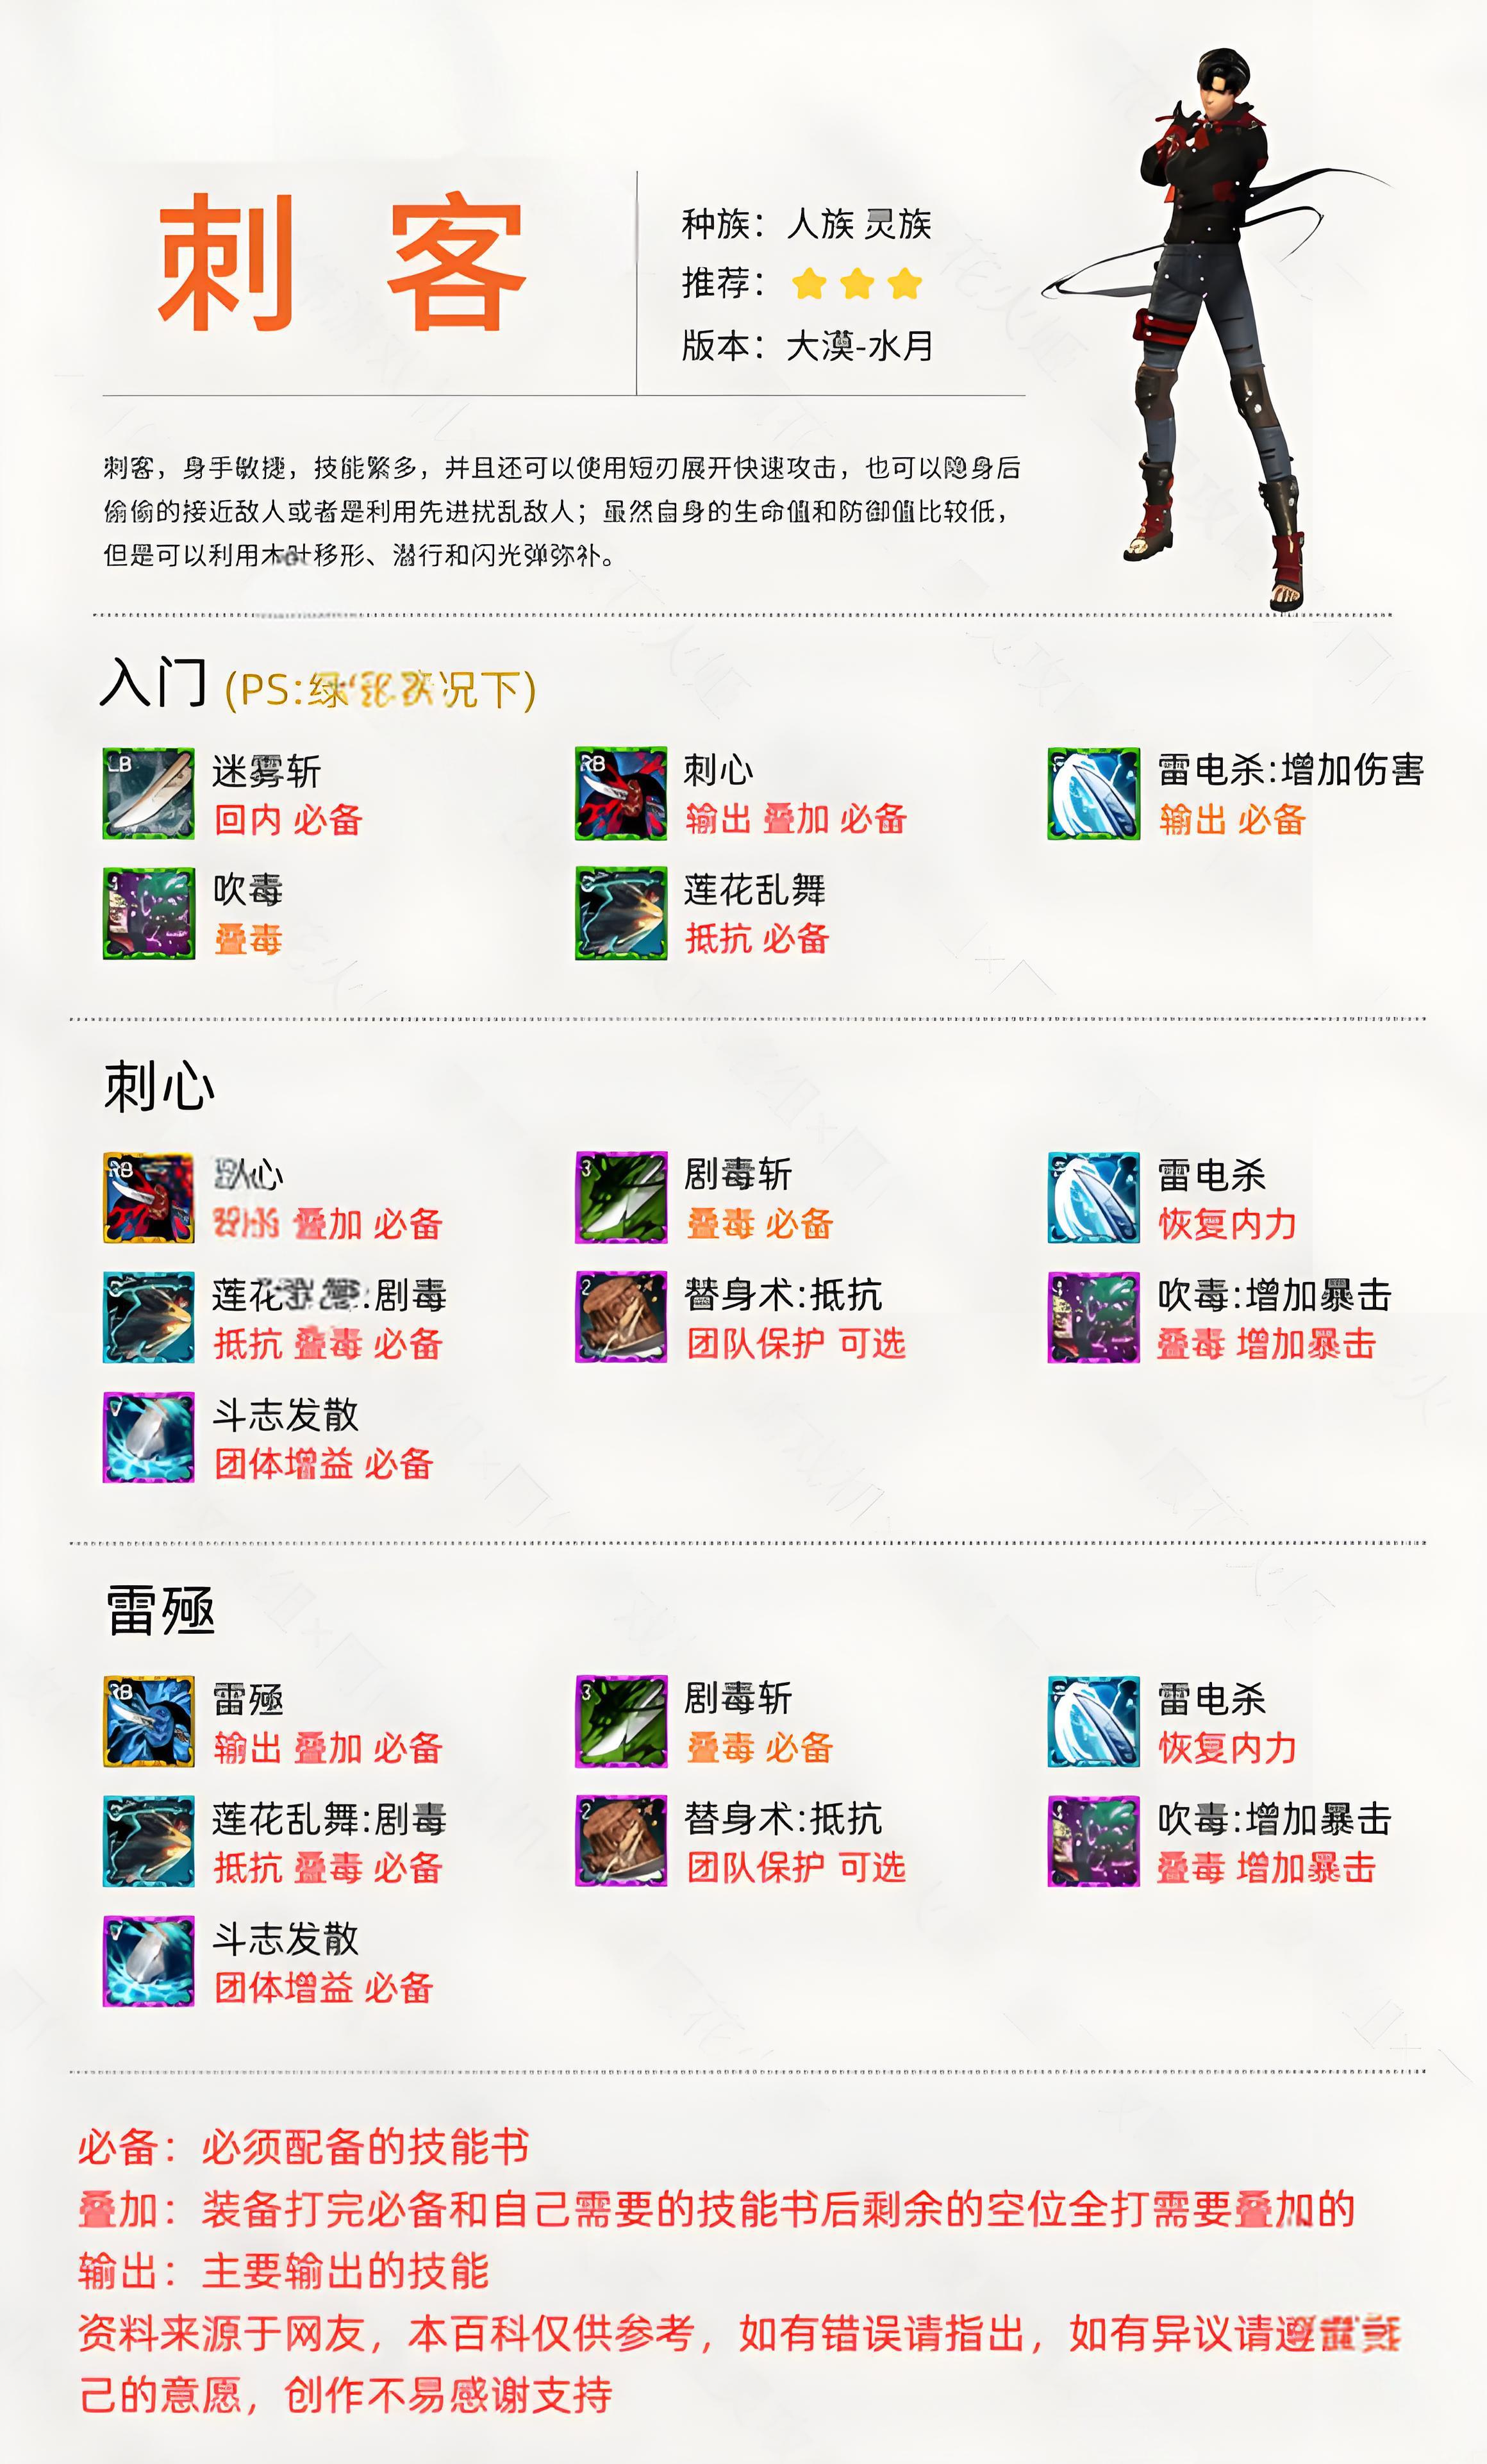 刺 客
种族：人族 灵族
推荐：
版本：大漠-水月
刺客，身手敏捷，技能繁多，并且还可以使用短刃展开快速攻击，也可以隐身后
偷偷的接近敌人或者是利用先进扰乱敌人；虽然自身的生命值和防御值比较低，
但是可以利用木叶移形、潜行和闪光弹弥补。
入门 (PS:绿 况下)
LB
迷雾斩
回内 必备
RB
刺心
输出 叠加 必备
雷电杀:增加伤害
输出 必备
吹毒
叠毒
莲花乱舞
抵抗 必备
刺心
RB
心
叠加 必备
3
剧毒斩
叠毒 必备
雷电杀
恢复内力
莲花 :剧毒
抵抗 叠毒 必备
2
替身术:抵抗
团队保护 可选
吹毒:增加暴击
叠毒 增加暴击
V
斗志发散
团体增益 必备
雷殛
RB
雷殛
输出 叠加 必备
3
剧毒斩
叠毒 必备
雷电杀
恢复内力
莲花乱舞:剧毒
抵抗 叠毒 必备
2
替身术:抵抗
团队保护 可选
吹毒:增加暴击
叠毒 增加暴击
V
斗志发散
团体增益 必备
必备：必须配备的技能书
叠加：装备打完必备和自己需要的技能书后剩余的空位全打需要叠加的
输出：主要输出的技能
资料来源于网友，本百科仅供参考，如有错误请指出，如有异议请
己的意愿，创作不易感谢支持